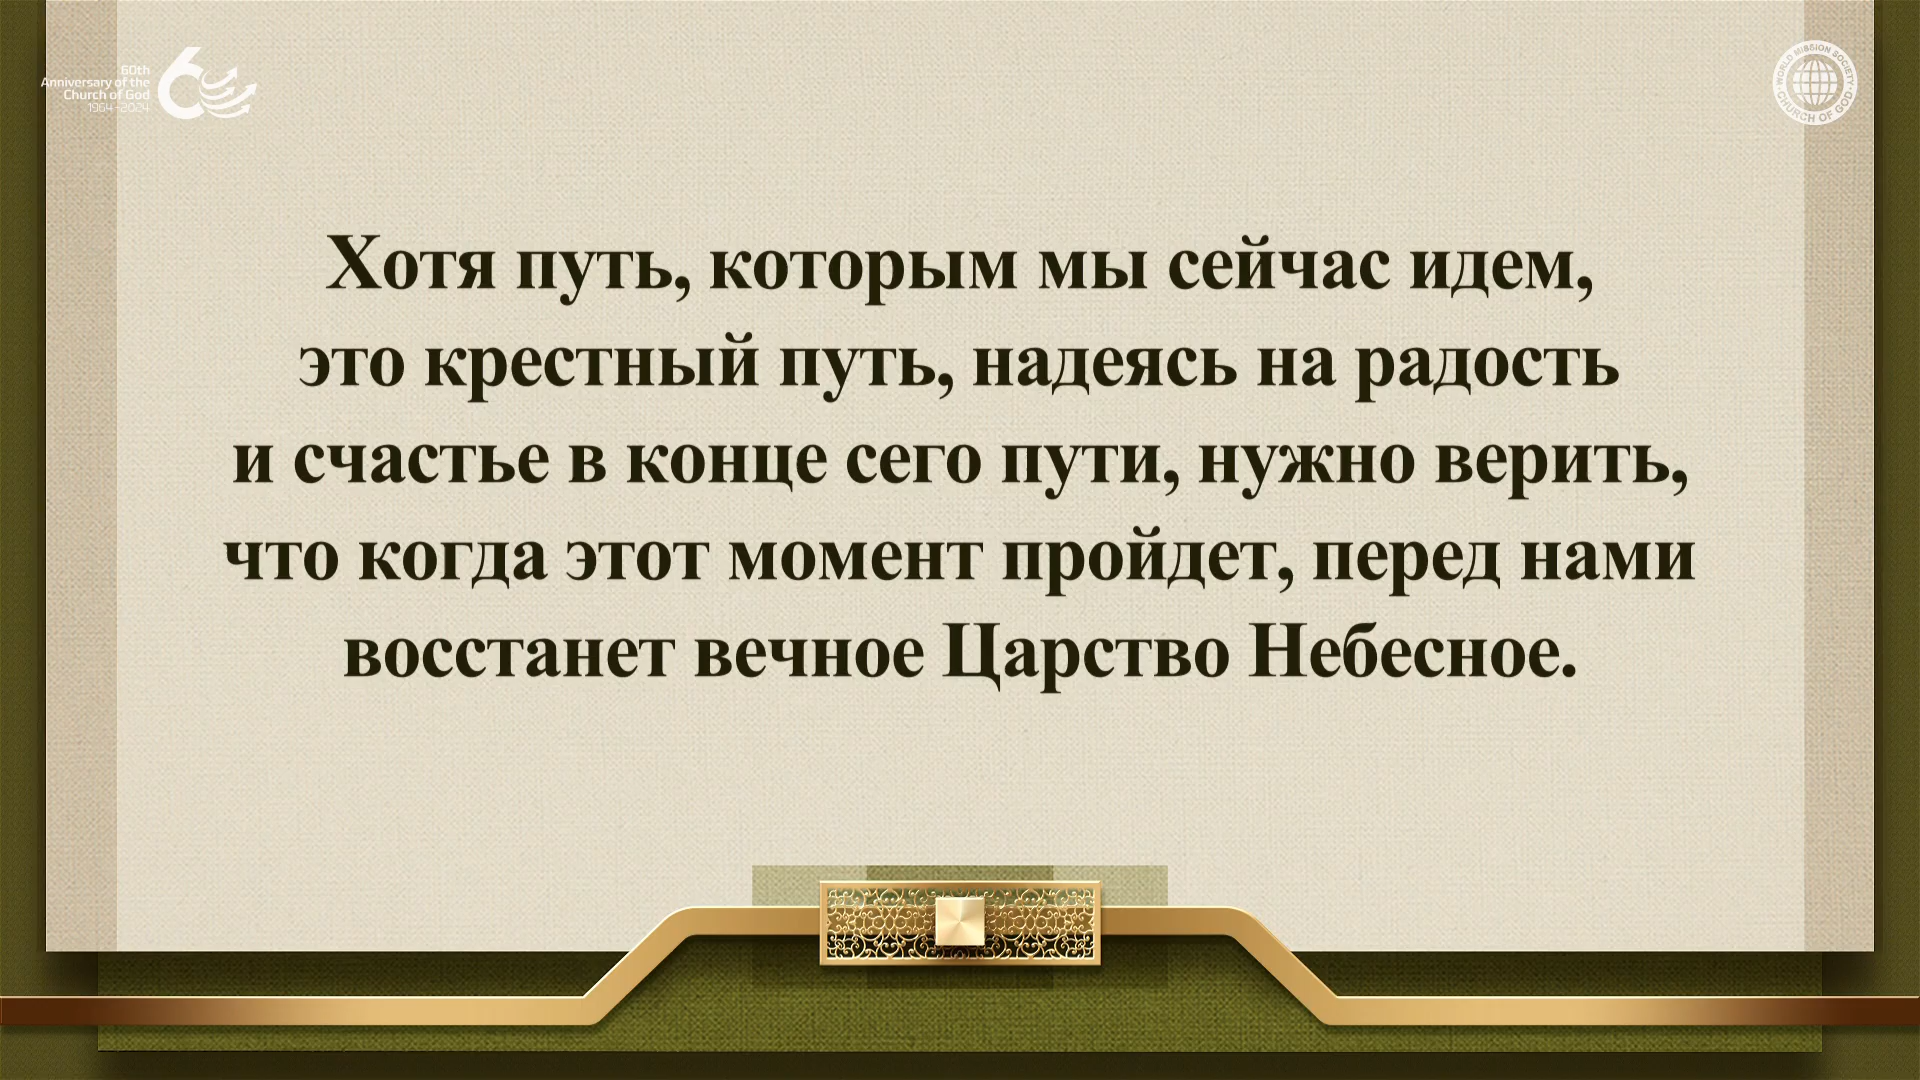 60th
Anniversary of the
Church of God
1964-2024
WORLD MISSION SOCIETY
CHURCH OF GOD
Хотя путь, которым мы сейчас идем,
это крестный путь, надеясь на радость
и счастье в конце сего пути, нужно верить,
что когда этот момент пройдет, перед нами
восстанет вечное Царство Небесное.